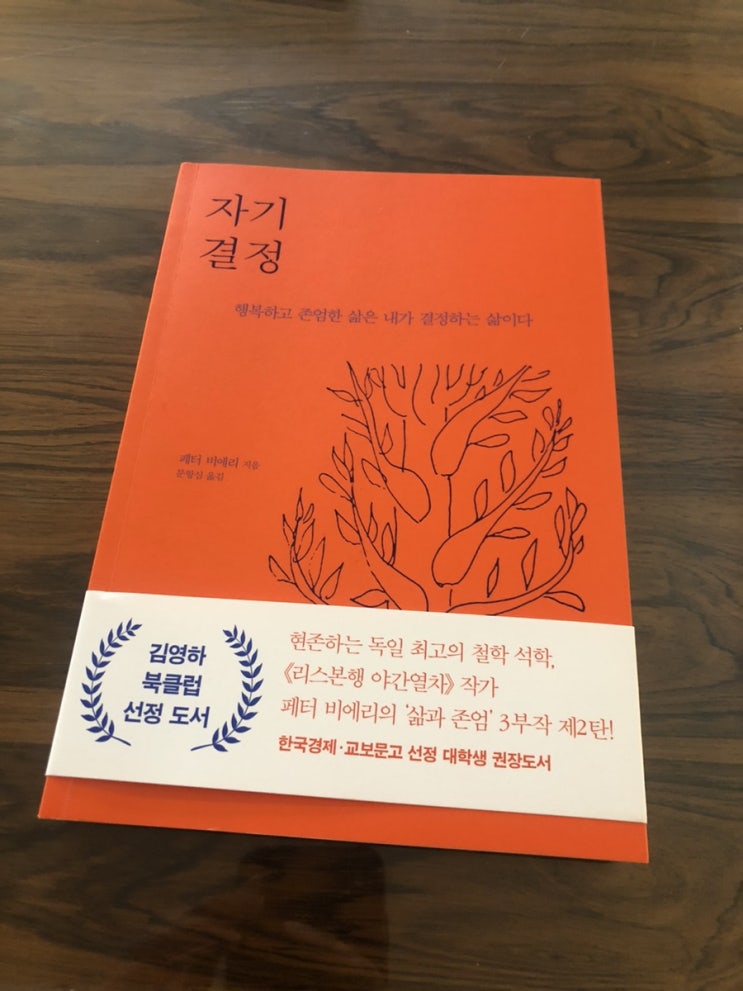 자기
결정
행복하고 존엄한 삶은 내가 결정하는 삶이다
페터 비에리 지음
문항심 옮김
김영하
북클럽
선정 도서
현존하는 독일 최고의 철학 석학,
《리스본행 야간열차》 작가
페터 비에리의 '삶과 존엄' 3부작 제2탄!
한국경제·교보문고 선정 대학생 권장도서